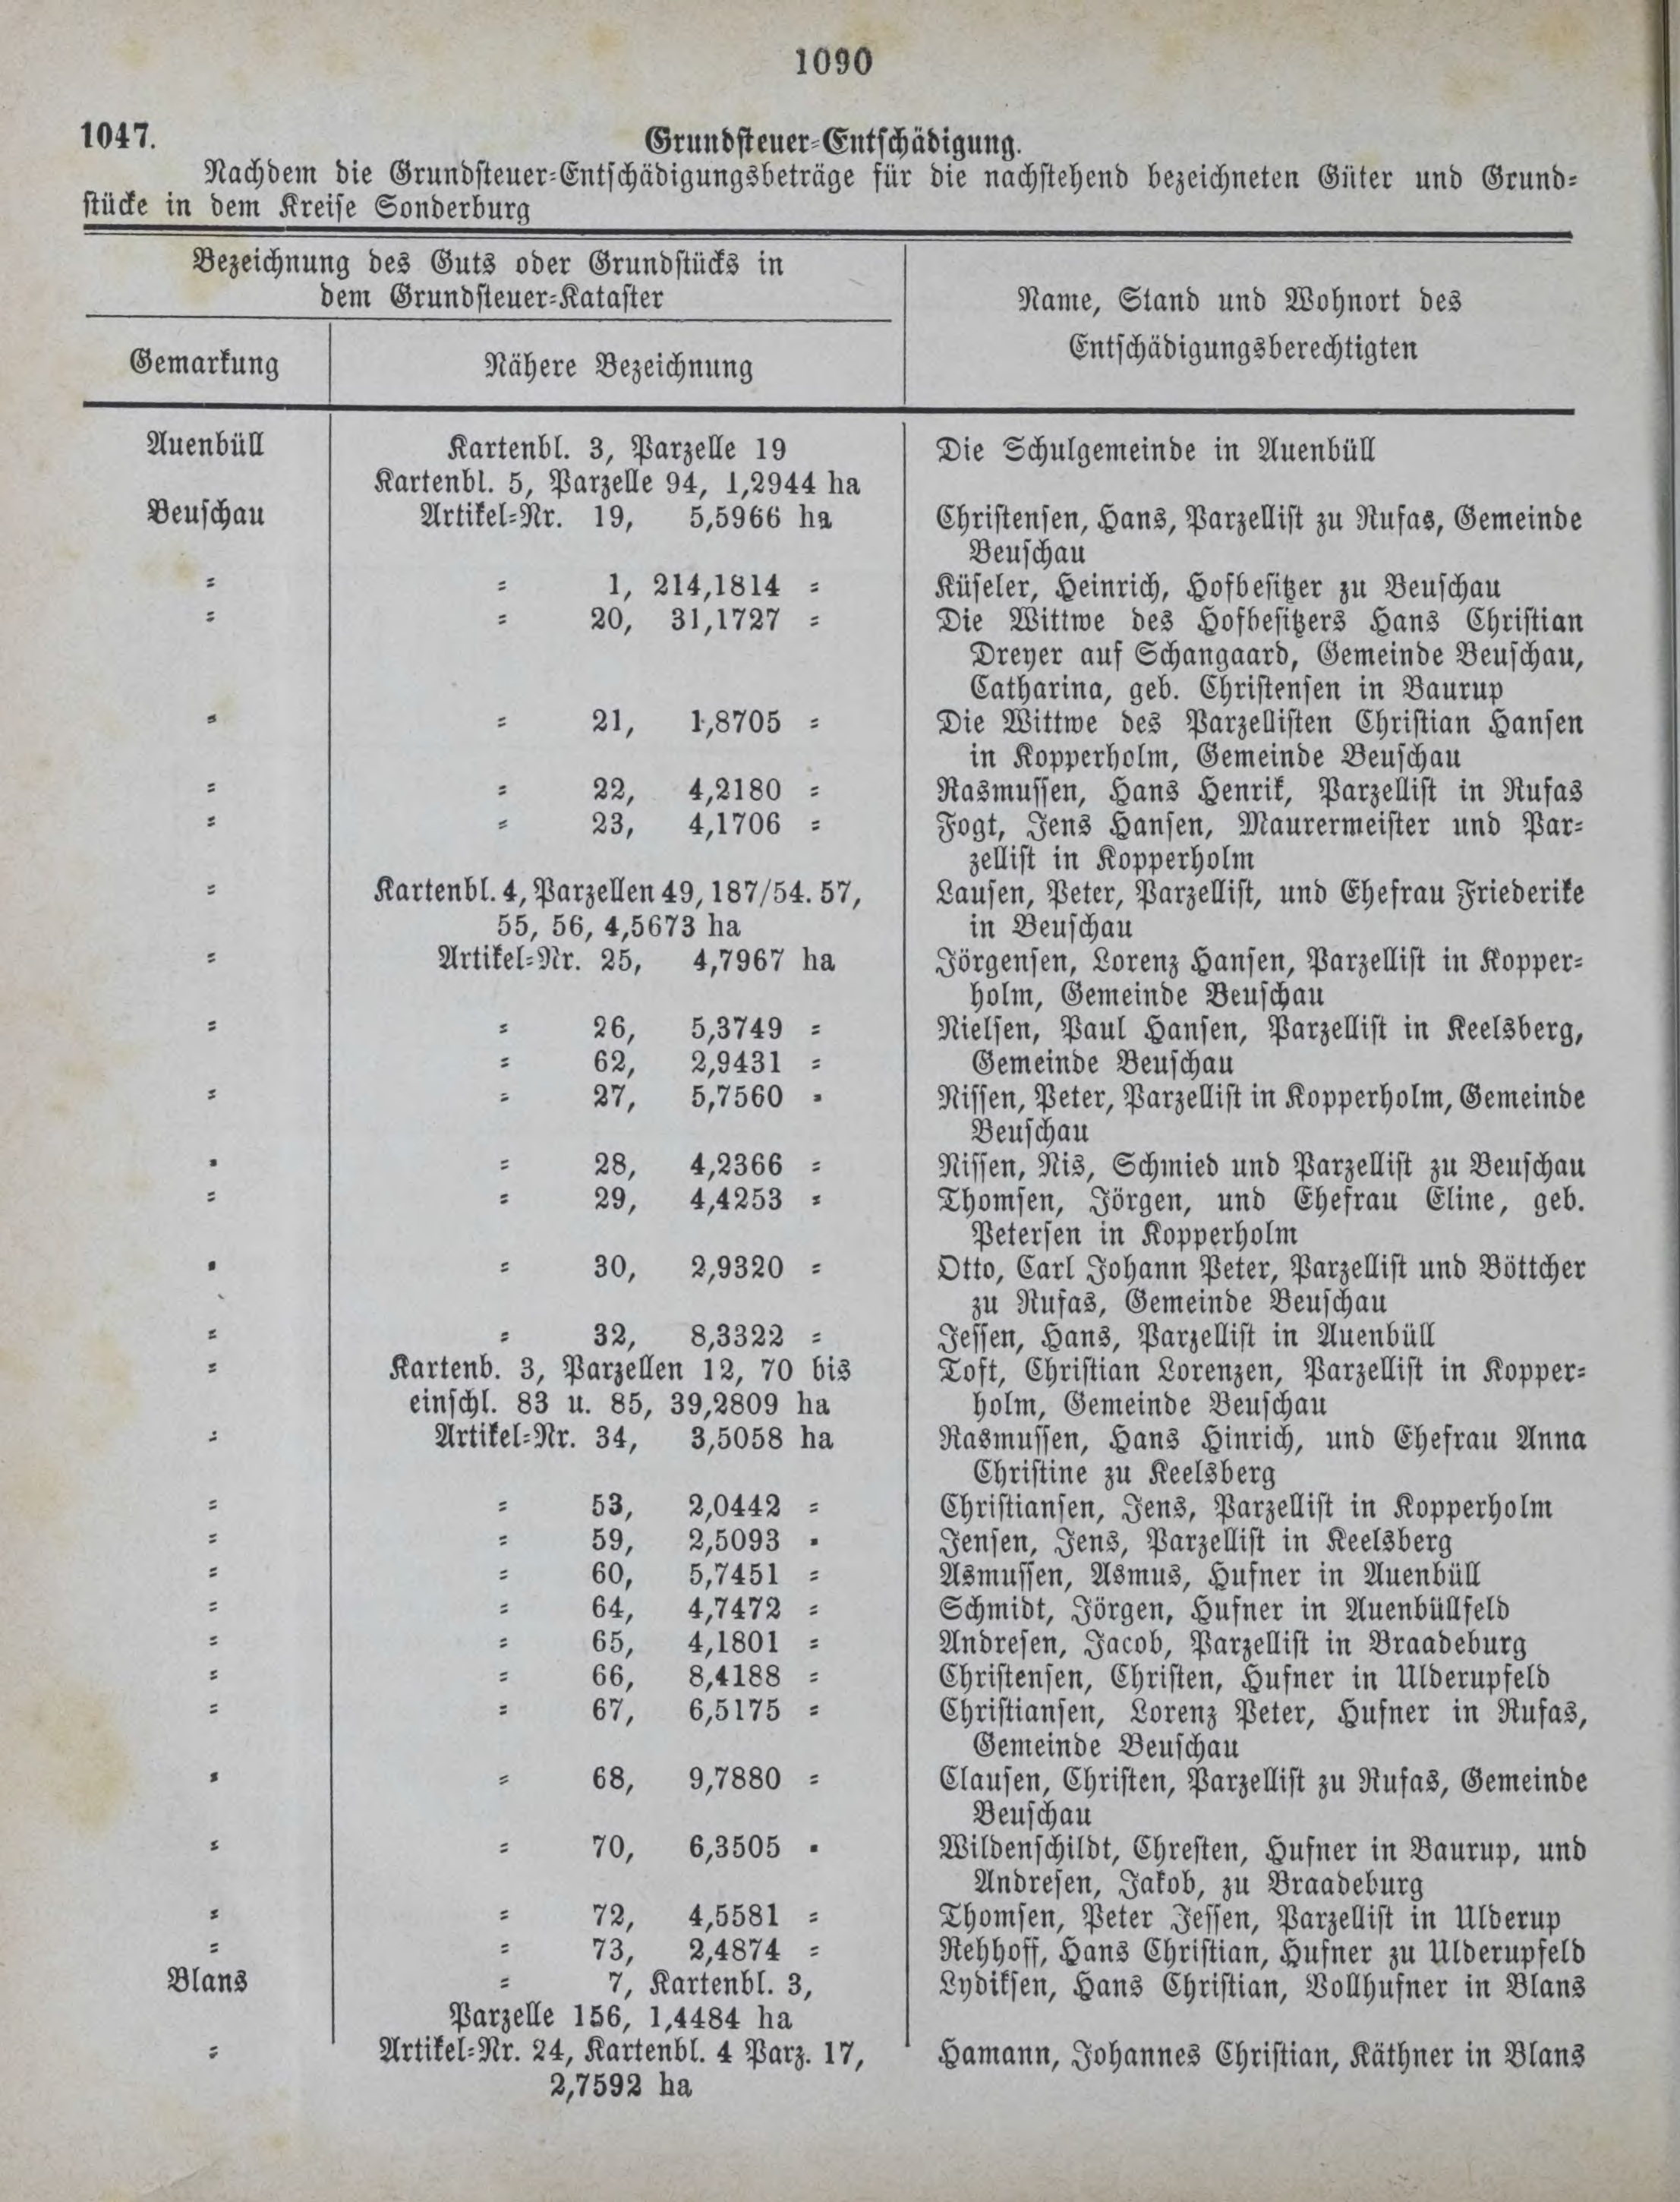 1090
1047. Grundsteuer-Entschädigung.
Nachdem die Grundsteuer-Entschädigungsbeträge für die nachstehend bezeichneten Güter und Grund-
stücke in dem Kreise Sonderburg
Bezeichnung des Guts oder Grundstücks in
dem Grundsteuer-Kataster
Name, Stand und Wohnort des
Entschädigungsberechtigten
Gemarkung Nähere Bezeichnung
Auenbüll Kartenbl. 3, Parzelle 19 Die Schulgemeinde in Auenbüll
Kartenbl. 5, Parzelle 94, 1,2944 ha
Beuschau Artikel-Nr. 19, 5,5966 ha Christensen, Hans, Parzellist zu Rufas, Gemeinde
Beuschau
= = 1, 214,1814 = Küseler, Heinrich, Hofbesitzer zu Beuschau
= = 20, 31,1727 = Die Wittwe des Hofbesitzers Hans Christian
Dreyer auf Schangaard, Gemeinde Beuschau,
Catharina, geb. Christensen in Baurup
= = 21, 1,8705 = Die Wittwe des Parzellisten Christian Hansen
in Kopperholm, Gemeinde Beuschau
= = 22, 4,2180 = Rasmussen, Hans Henrik, Parzellist in Rufas
= = 23, 4,1706 = Fogt, Jens Hansen, Maurermeister und Par-
zellist in Kopperholm
= Kartenbl. 4, Parzellen 49, 187/54. 57, Lausen, Peter, Parzellist, und Ehefrau Friederike
55, 56, 4,5673 ha in Beuschau
= Artikel-Nr. 25, 4,7967 ha Jörgensen, Lorenz Hansen, Parzellist in Kopper-
holm, Gemeinde Beuschau
= = 26, 5,3749 = Nielsen, Paul Hansen, Parzellist in Keelsberg,
= 62, 2,9431 = Gemeinde Beuschau
= = 27, 5,7560 = Nissen, Peter, Parzellist in Kopperholm, Gemeinde
Beuschau
= = 28, 4,2366 = Nissen, Nis, Schmied und Parzellist zu Beuschau
= = 29, 4,4253 = Thomsen, Jörgen, und Ehefrau Eline, geb.
Petersen in Kopperholm
= = 30, 2,9320 = Otto, Carl Johann Peter, Parzellist und Böttcher
zu Rufas, Gemeinde Beuschau
= = 32, 8,3322 = Jessen, Hans, Parzellist in Auenbüll
= Kartenb. 3, Parzellen 12, 70 bis Toft, Christian Lorenzen, Parzellist in Kopper-
einschl. 83 u. 85, 39,2809 ha holm, Gemeinde Beuschau
= Artikel-Nr. 34, 3,5058 ha Rasmussen, Hans Hinrich, und Ehefrau Anna
Christine zu Keelsberg
= = 53, 2,0442 = Christiansen, Jens, Parzellist in Kopperholm
= = 59, 2,5093 = Jensen, Jens, Parzellist in Keelsberg
= = 60, 5,7451 = Asmussen, Asmus, Hufner in Auenbüll
= = 64, 4,7472 = Schmidt, Jörgen, Hufner in Auenbüllfeld
= = 65, 4,1801 = Andresen, Jacob, Parzellist in Braadeburg
= = 66, 8,4188 = Christensen, Christen, Hufner in Ulderupfeld
= = 67, 6,5175 = Christiansen, Lorenz Peter, Hufner in Rufas,
Gemeinde Beuschau
= = 68, 9,7880 = Clausen, Christen, Parzellist zu Rufas, Gemeinde
Beuschau
= = 70, 6,3505 = Wildenschildt, Chresten, Hufner in Baurup, und
Andresen, Jakob, zu Braadeburg
= = 72, 4,5581 = Thomsen, Peter Jessen, Parzellist in Ulderup
= = 73, 2,4874 = Rehhoff, Hans Christian, Hufner zu Ulderupfeld
Blans = 7, Kartenbl. 3, Lydiksen, Hans Christian, Vollhufner in Blans
Parzelle 156, 1,4484 ha
= Artikel-Nr. 24, Kartenbl. 4 Parz. 17, Hamann, Johannes Christian, Käthner in Blans
2,7592 ha